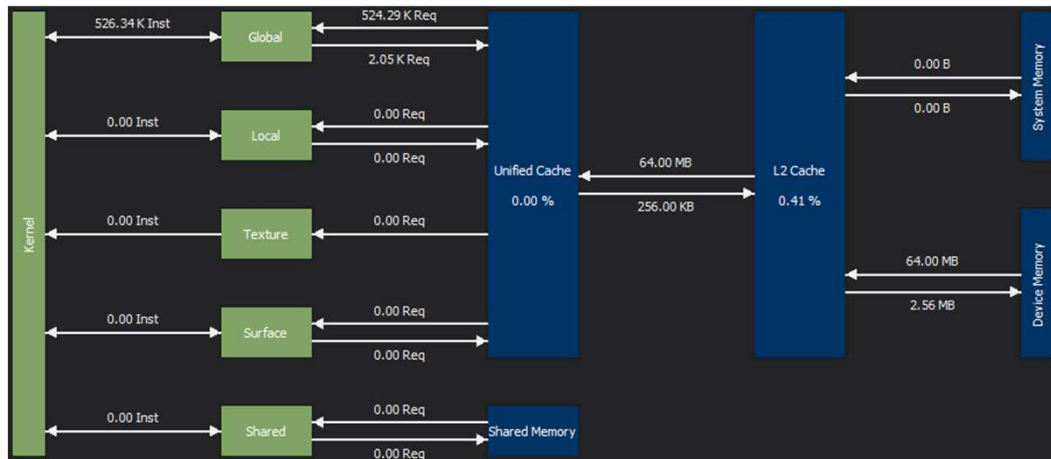 Kernel
526.34 K Inst
Global
524.29 K Req
2.05 K Req
0.00 Inst
Local
0.00 Req
0.00 Req
0.00 Inst
Texture
0.00 Req
0.00 Inst
Surface
0.00 Req
0.00 Req
0.00 Inst
Shared
0.00 Req
0.00 Req
Unified Cache
0.00 %
Shared Memory
64.00 MB
256.00 KB
L2 Cache
0.41 %
0.00 B
0.00 B
System Memory
64.00 MB
2.56 MB
Device Memory